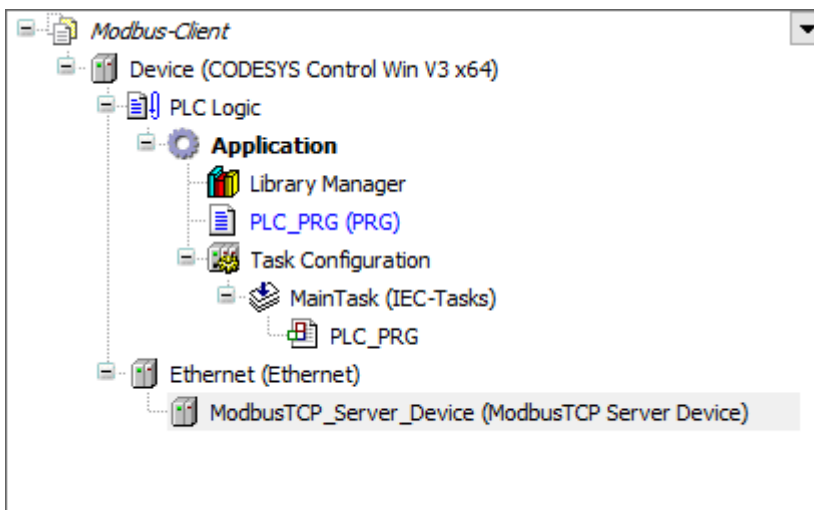 Modbus-Client
Device (CODESYS Control Win V3 x64)
PLC Logic
Application
Library Manager
PLC_PRG (PRG)
Task Configuration
MainTask (IEC-Tasks)
PLC_PRG
Ethernet (Ethernet)
ModbusTCP_Server_Device (ModbusTCP Server Device)